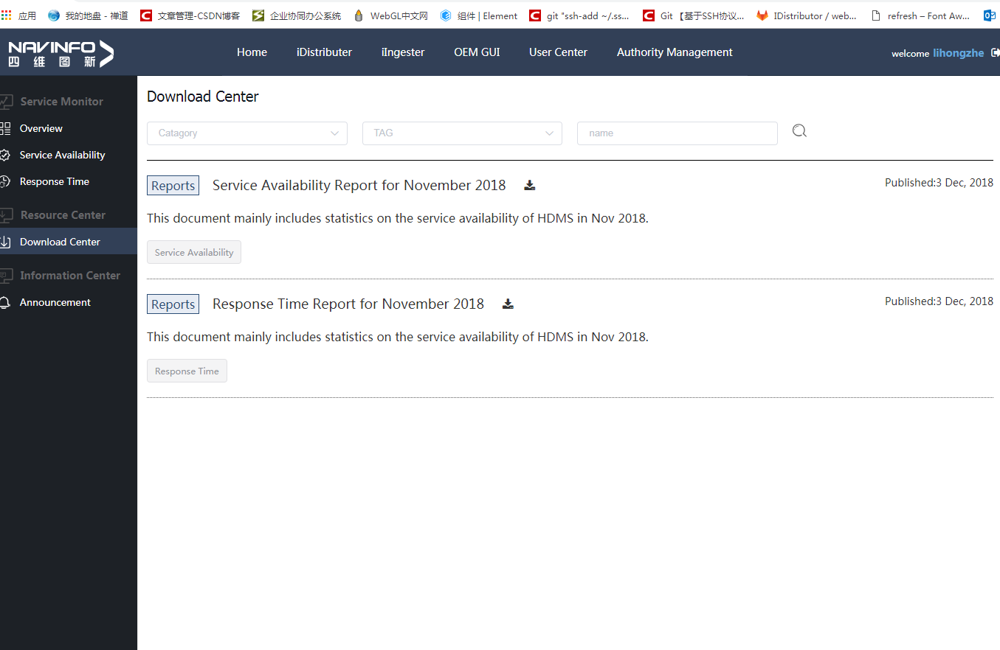 应用 我的地盘 - 禅道 文章管理-CSDN博客 企业协同办公系统 WebGL中文网 组件 | Element git "ssh-add ~/.ss... Git 【基于SSH协议... IDistributor / web... refresh – Font Aw...
NAVINFO
四维图新
Home iDistributor iIngester OEM GUI User Center Authority Management
welcome lihongzhe
Service Monitor
Overview
Service Availability
Response Time
Resource Center
Download Center
Information Center
Announcement
Download Center
Catagory TAG name
Reports Service Availability Report for November 2018 Published:3 Dec, 2018
This document mainly includes statistics on the service availability of HDMS in Nov 2018.
Service Availability
Reports Response Time Report for November 2018 Published:3 Dec, 2018
This document mainly includes statistics on the service availability of HDMS in Nov 2018.
Response Time